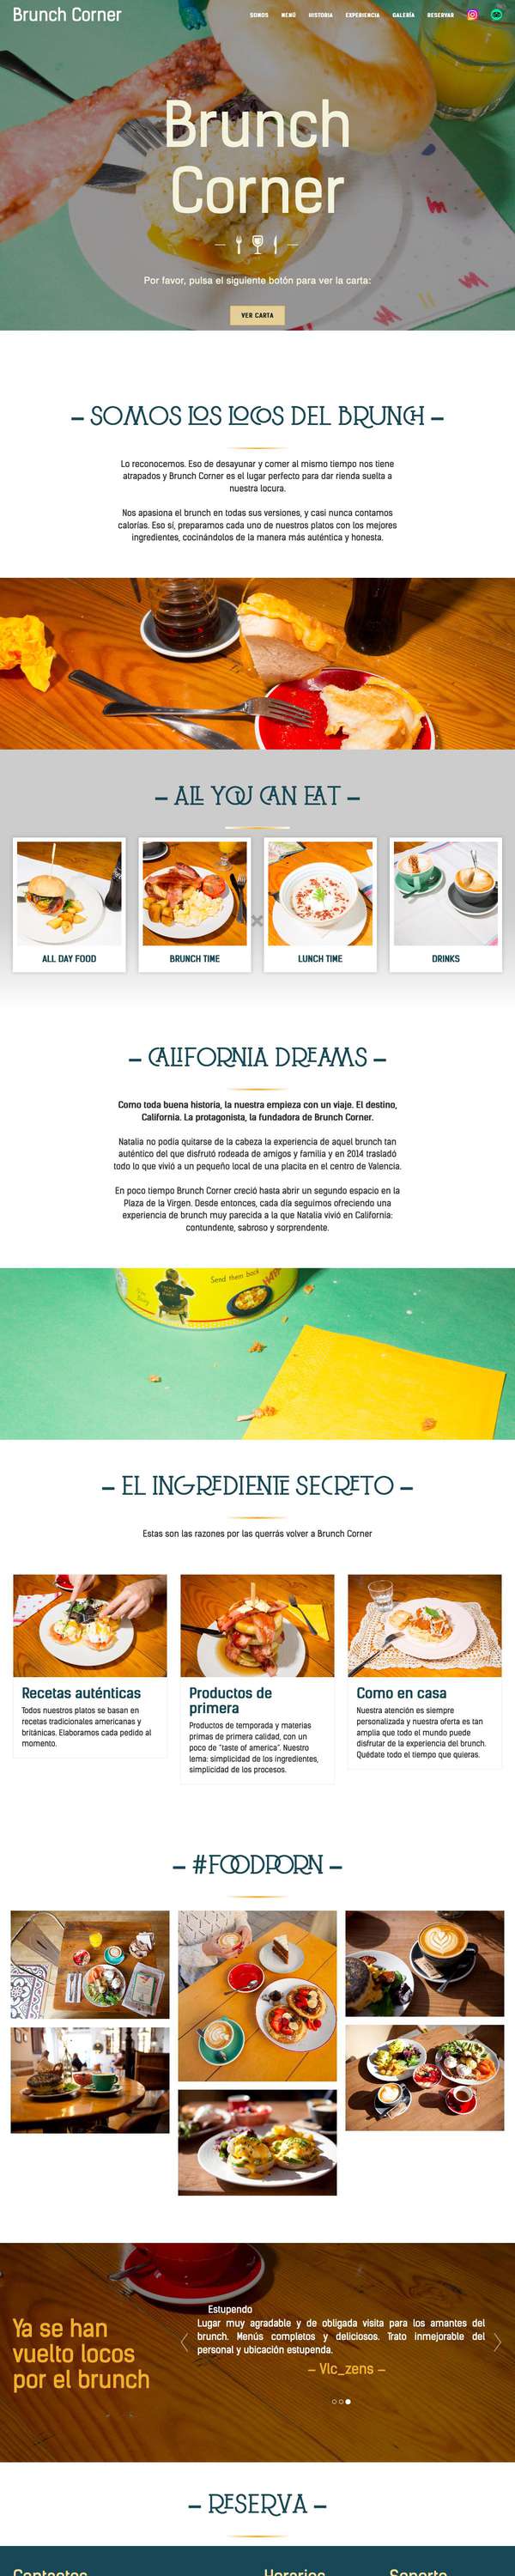 Brunch Corner
SOMOS MENÚ HISTORIA EXPERIENCIA GALERÍA RESERVAR
Brunch
Corner
Por favor, pulsa el siguiente botón para ver la carta:
VER CARTA
– SOMOS LOS LOCOS DEL BRUNCH –
Lo reconocemos. Eso de desayunar y comer al mismo tiempo nos tiene
atrapados y Brunch Corner es el lugar perfecto para dar rienda suelta a
nuestra locura.
Nos apasiona el brunch en todas sus versiones, y casi nunca contamos
calorías. Eso sí, preparamos cada uno de nuestros platos con los mejores
ingredientes, cocinándolos de la manera más auténtica y honesta.
– ALL YOU CAN EAT –
ALL DAY FOOD
BRUNCH TIME
LUNCH TIME
DRINKS
– CALIFORNIA DREAMS –
Como toda buena historia, la nuestra empieza con un viaje. El destino,
California. La protagonista, la fundadora de Brunch Corner.
Natalia no podía quitarse de la cabeza la experiencia de aquel brunch tan
auténtico del que disfrutó rodeada de amigos y familia y en 2014 trasladó
todo lo que vivió a un pequeño local de una placita en el centro de Valencia.
En poco tiempo Brunch Corner creció hasta abrir un segundo espacio en la
Plaza de la Virgen. Desde entonces, cada día seguimos ofreciendo una
experiencia de brunch muy parecida a la que Natalia vivió en California:
contundente, sabroso y sorprendente.
Send them back
– EL INGREDIENTE SECRETO –
Estas son las razones por las querrás volver a Brunch Corner
Recetas auténticas
Todos nuestros platos se basan en
recetas tradicionales americanas y
británicas. Elaboramos cada pedido al
momento.
Productos de
primera
Productos de temporada y materias
primas de primera calidad, con un
poco de "taste of america". Nuestro
lema: simplicidad de los ingredientes,
simplicidad de los procesos.
Como en casa
Nuestra atención es siempre
personalizada y nuestra oferta es tan
amplia que todo el mundo puede
disfrutar de la experiencia del brunch.
Quédate todo el tiempo que quieras.
– #FOODPORN –
Ya se han
vuelto locos
por el brunch
Estupendo
Lugar muy agradable y de obligada visita para los amantes del
brunch. Menús completos y deliciosos. Trato inmejorable del
personal y ubicación estupenda.
– Vlc_zens –
– RESERVA –
Contactos
Horarios
Soporte